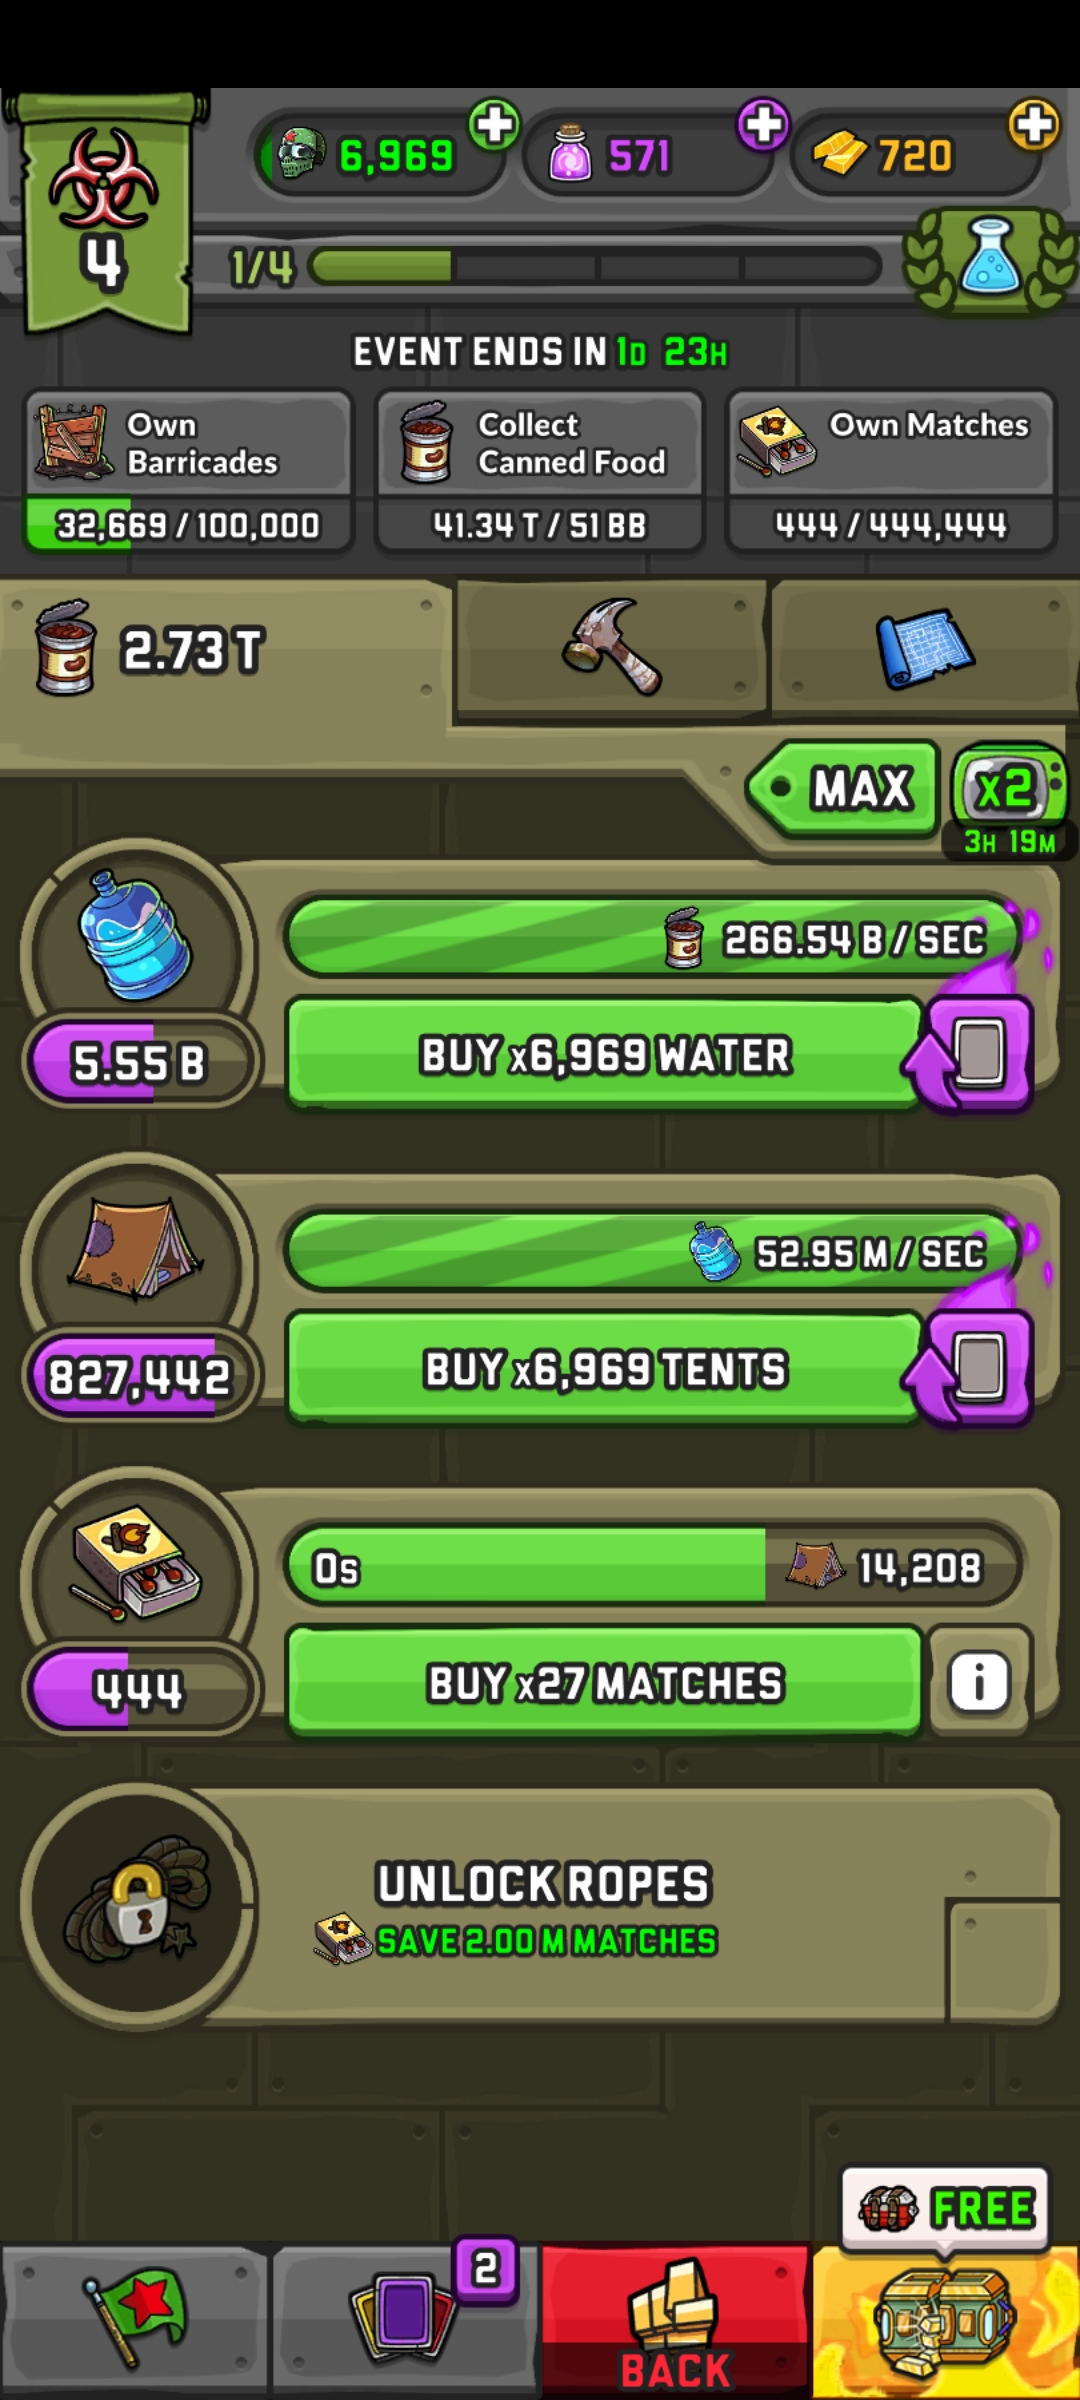 6,969
571
720
4
1/4
EVENT ENDS IN 1D 23H
Own
Barricades
32,669 / 100,000
Collect
Canned Food
41.34 T / 51 BB
Own Matches
444 / 444,444
2.73 T
MAX
x2
3H 19M
266.54 B / SEC
5.55 B
BUY x6,969 WATER
52.95 M / SEC
827,442
BUY x6,969 TENTS
0s
14,208
444
BUY x27 MATCHES
i
UNLOCK ROPES
SAVE 2.00 M MATCHES
FREE
2
BACK